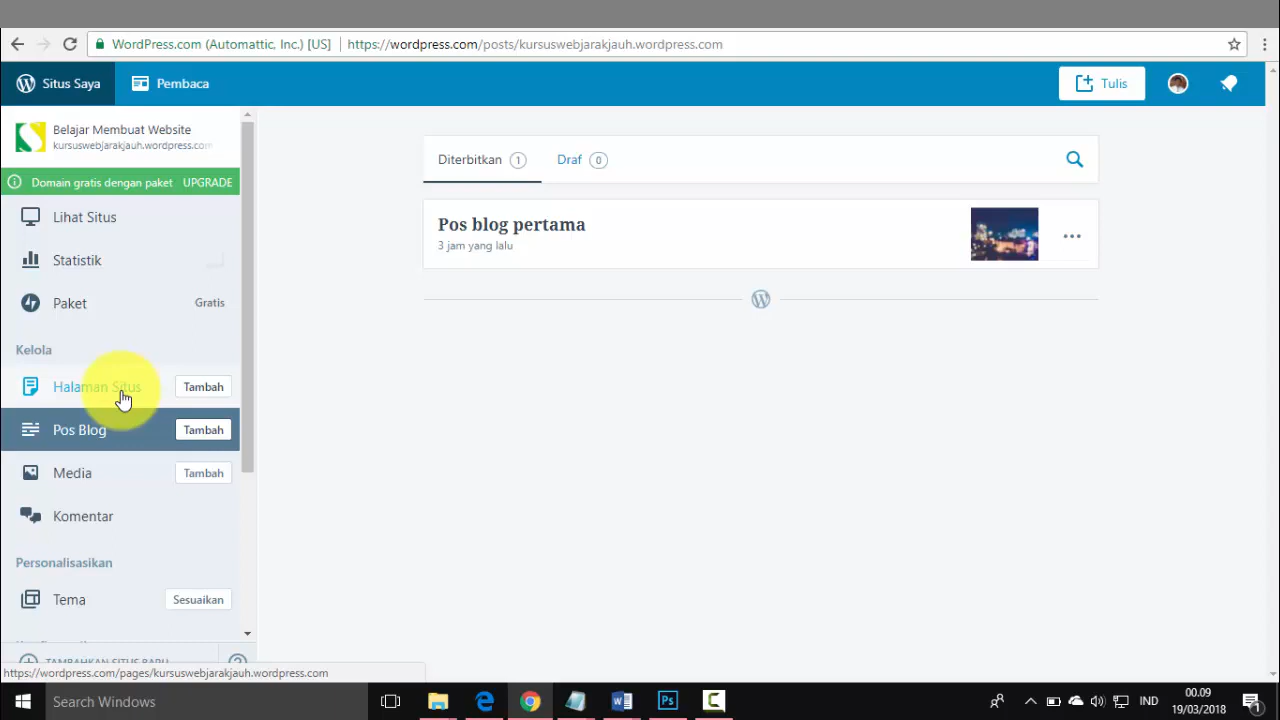 WordPress.com (Automattic, Inc.) [US]
https://wordpress.com/posts/kursuswebjarakjauh.wordpress.com
Situs Saya
Pembaca
Tulis
Belajar Membuat Website
kursuswebjarakjauh.wordpress.com
Domain gratis dengan paket UPGRADE
Lihat Situs
Statistik
Paket Gratis
Kelola
Halaman Situs Tambah
Pos Blog Tambah
Media Tambah
Komentar
Personalisasikan
Tema Sesuaikan
TAMBAHKAN SITUS BARU
Diterbitkan 1
Draf 0
Pos blog pertama
3 jam yang lalu
https://wordpress.com/pages/kursuswebjarakjauh.wordpress.com
Search Windows
IND
00.09
19/03/2018
1